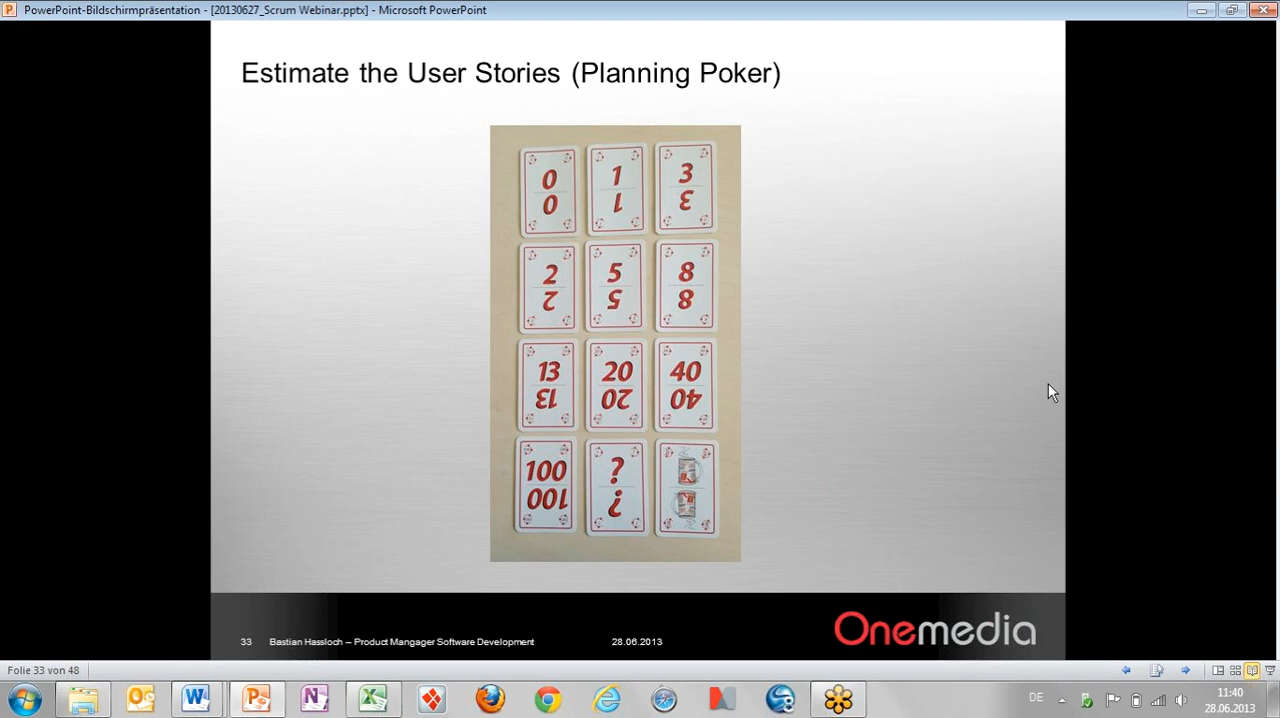 PowerPoint-Bildschirmpräsentation - [20130627_Scrum Webinar.pptx] - Microsoft PowerPoint
Estimate the User Stories (Planning Poker)
0 1 3
0 1 3
2 5 8
2 5 8
13 20 40
13 20 40
100 ?
100 ?
33 Bastian Hassloch – Product Mangager Software Development 28.06.2013
Onemedia
Folie 33 von 48
DE 11:40
28.06.2013